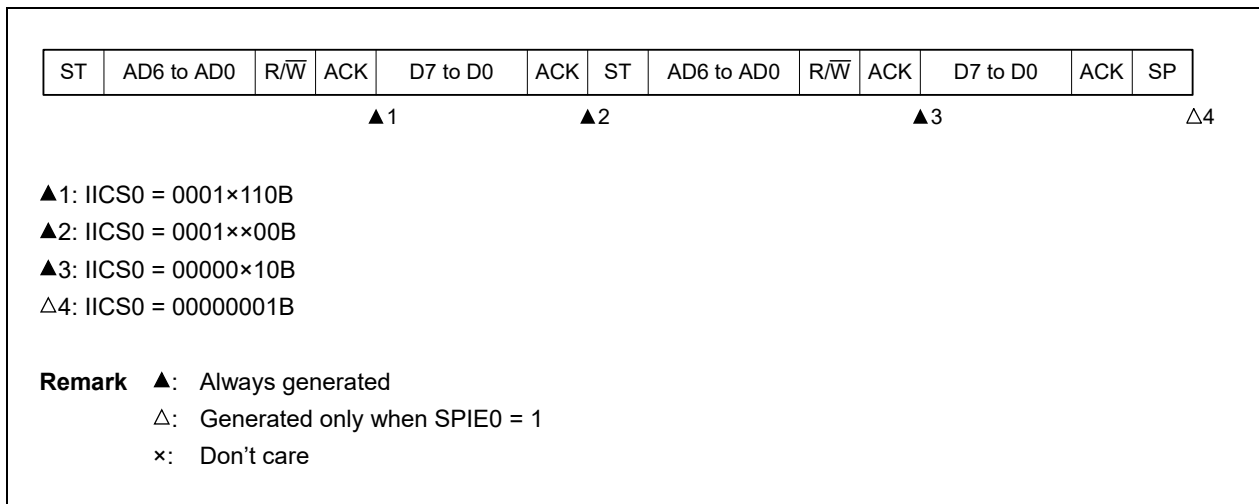 ST AD6 to AD0 R/W̅ ACK D7 to D0 ACK ST AD6 to AD0 R/W̅ ACK D7 to D0 ACK SP
▲1 ▲2 ▲3 △4
▲1: IICS0 = 0001×110B
▲2: IICS0 = 0001××00B
▲3: IICS0 = 00000×10B
△4: IICS0 = 00000001B
Remark ▲: Always generated
△: Generated only when SPIE0 = 1
×: Don’t care